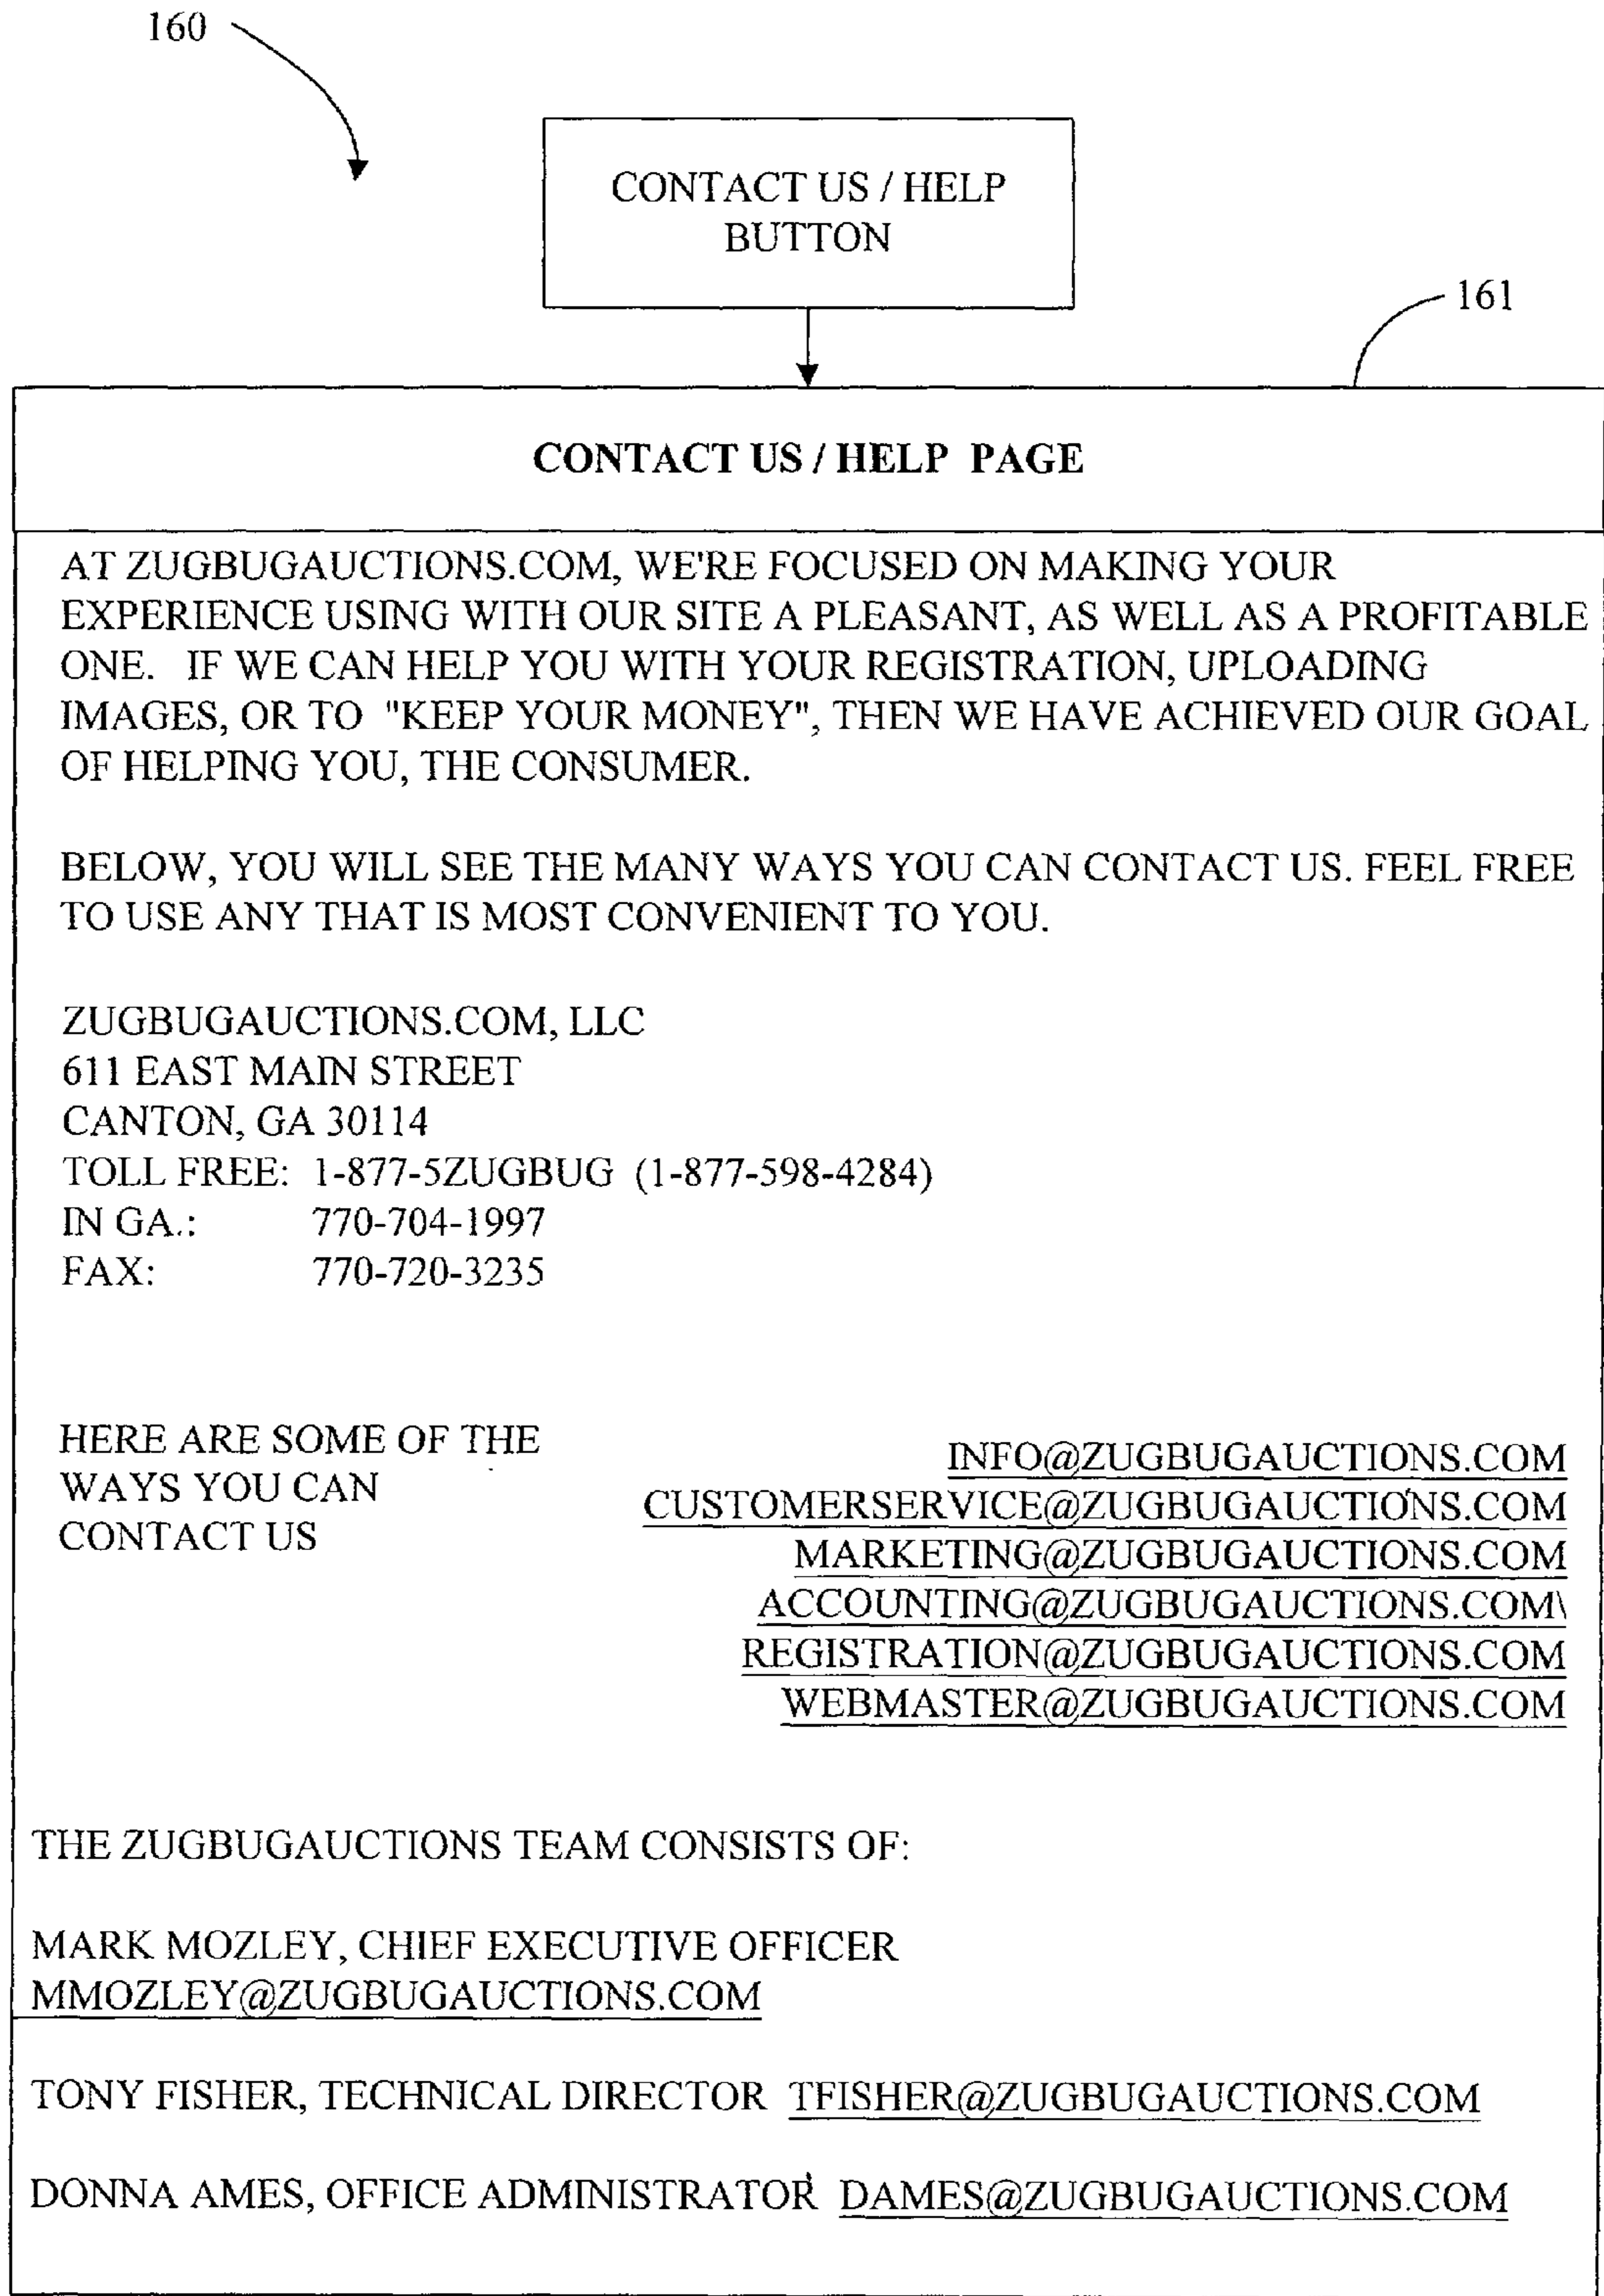 160
CONTACT US / HELP
BUTTON
161
CONTACT US / HELP PAGE
AT ZUGBUGAUCTIONS.COM, WE'RE FOCUSED ON MAKING YOUR
EXPERIENCE USING WITH OUR SITE A PLEASANT, AS WELL AS A PROFITABLE
ONE. IF WE CAN HELP YOU WITH YOUR REGISTRATION, UPLOADING
IMAGES, OR TO "KEEP YOUR MONEY", THEN WE HAVE ACHIEVED OUR GOAL
OF HELPING YOU, THE CONSUMER.
BELOW, YOU WILL SEE THE MANY WAYS YOU CAN CONTACT US. FEEL FREE
TO USE ANY THAT IS MOST CONVENIENT TO YOU.
ZUGBUGAUCTIONS.COM, LLC
611 EAST MAIN STREET
CANTON, GA 30114
TOLL FREE: 1-877-5ZUGBUG (1-877-598-4284)
IN GA.: 770-704-1997
FAX: 770-720-3235
HERE ARE SOME OF THE
WAYS YOU CAN
CONTACT US
INFO@ZUGBUGAUCTIONS.COM
CUSTOMERSERVICE@ZUGBUGAUCTIONS.COM
MARKETING@ZUGBUGAUCTIONS.COM
ACCOUNTING@ZUGBUGAUCTIONS.COM\
REGISTRATION@ZUGBUGAUCTIONS.COM
WEBMASTER@ZUGBUGAUCTIONS.COM
THE ZUGBUGAUCTIONS TEAM CONSISTS OF:
MARK MOZLEY, CHIEF EXECUTIVE OFFICER
MMOZLEY@ZUGBUGAUCTIONS.COM
TONY FISHER, TECHNICAL DIRECTOR TFISHER@ZUGBUGAUCTIONS.COM
DONNA AMES, OFFICE ADMINISTRATOR DAMES@ZUGBUGAUCTIONS.COM